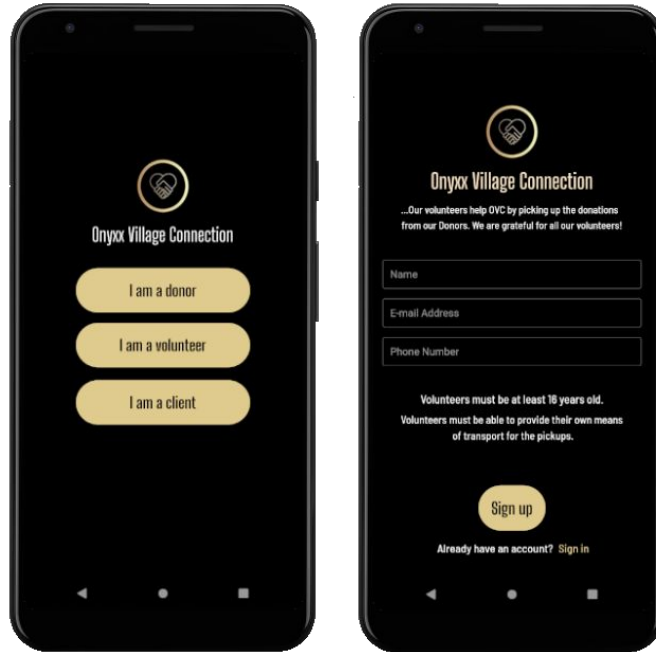 Onyxx Village Connection
I am a donor
I am a volunteer
I am a client
Onyxx Village Connection
...Our volunteers help OVC by picking up the donations
from our Donors. We are grateful for all our volunteers!
Name
E-mail Address
Phone Number
Volunteers must be at least 16 years old.
Volunteers must be able to provide their own means
of transport for the pickups.
Sign up
Already have an account? Sign in